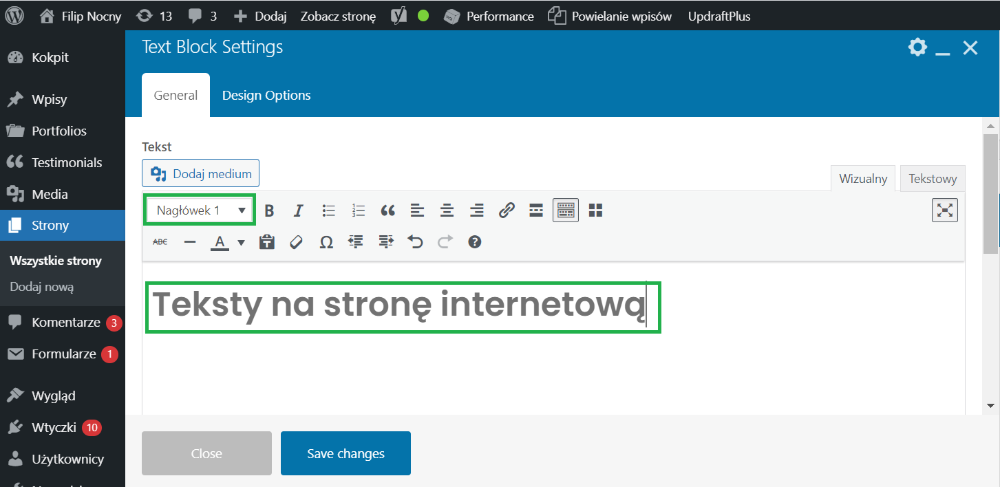 Filip Nocny 13 3 Dodaj Zobacz stronę Performance Powielanie wpisów UpdraftPlus
Kokpit
Wpisy
Portfolios
Testimonials
Media
Strony
Wszystkie strony
Dodaj nową
Komentarze 3
Formularze 1
Wygląd
Wtyczki 10
Użytkownicy
Text Block Settings
General Design Options
Tekst
Dodaj medium
Wizualny Tekstowy
Nagłówek 1 B I
ABC A
Teksty na stronę internetową
Close Save changes